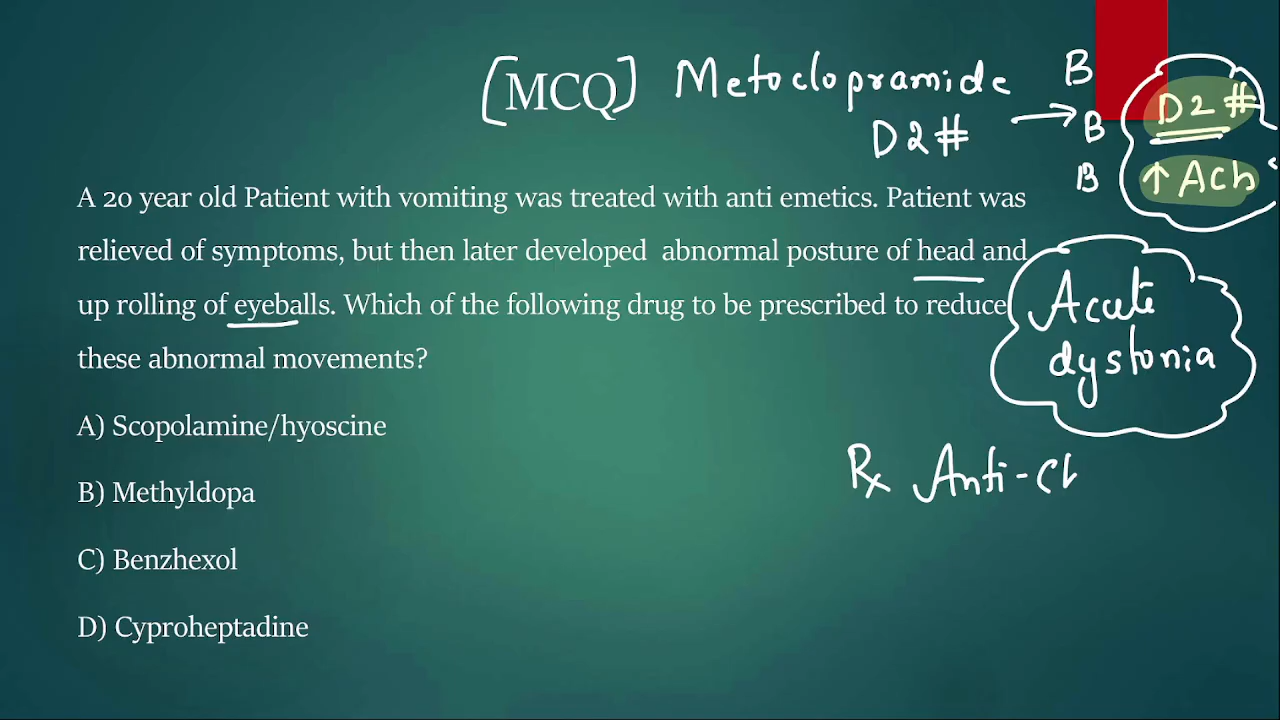 [MCQ] Metoclopramide
D2#
B
B
B
D2 #
↑ Ach
A 20 year old Patient with vomiting was treated with anti emetics. Patient was
relieved of symptoms, but then later developed abnormal posture of head and
up rolling of eyeballs. Which of the following drug to be prescribed to reduce
these abnormal movements?
Acute
dystonia
A) Scopolamine/hyoscine
Rx Anti-ch
B) Methyldopa
C) Benzhexol
D) Cyproheptadine